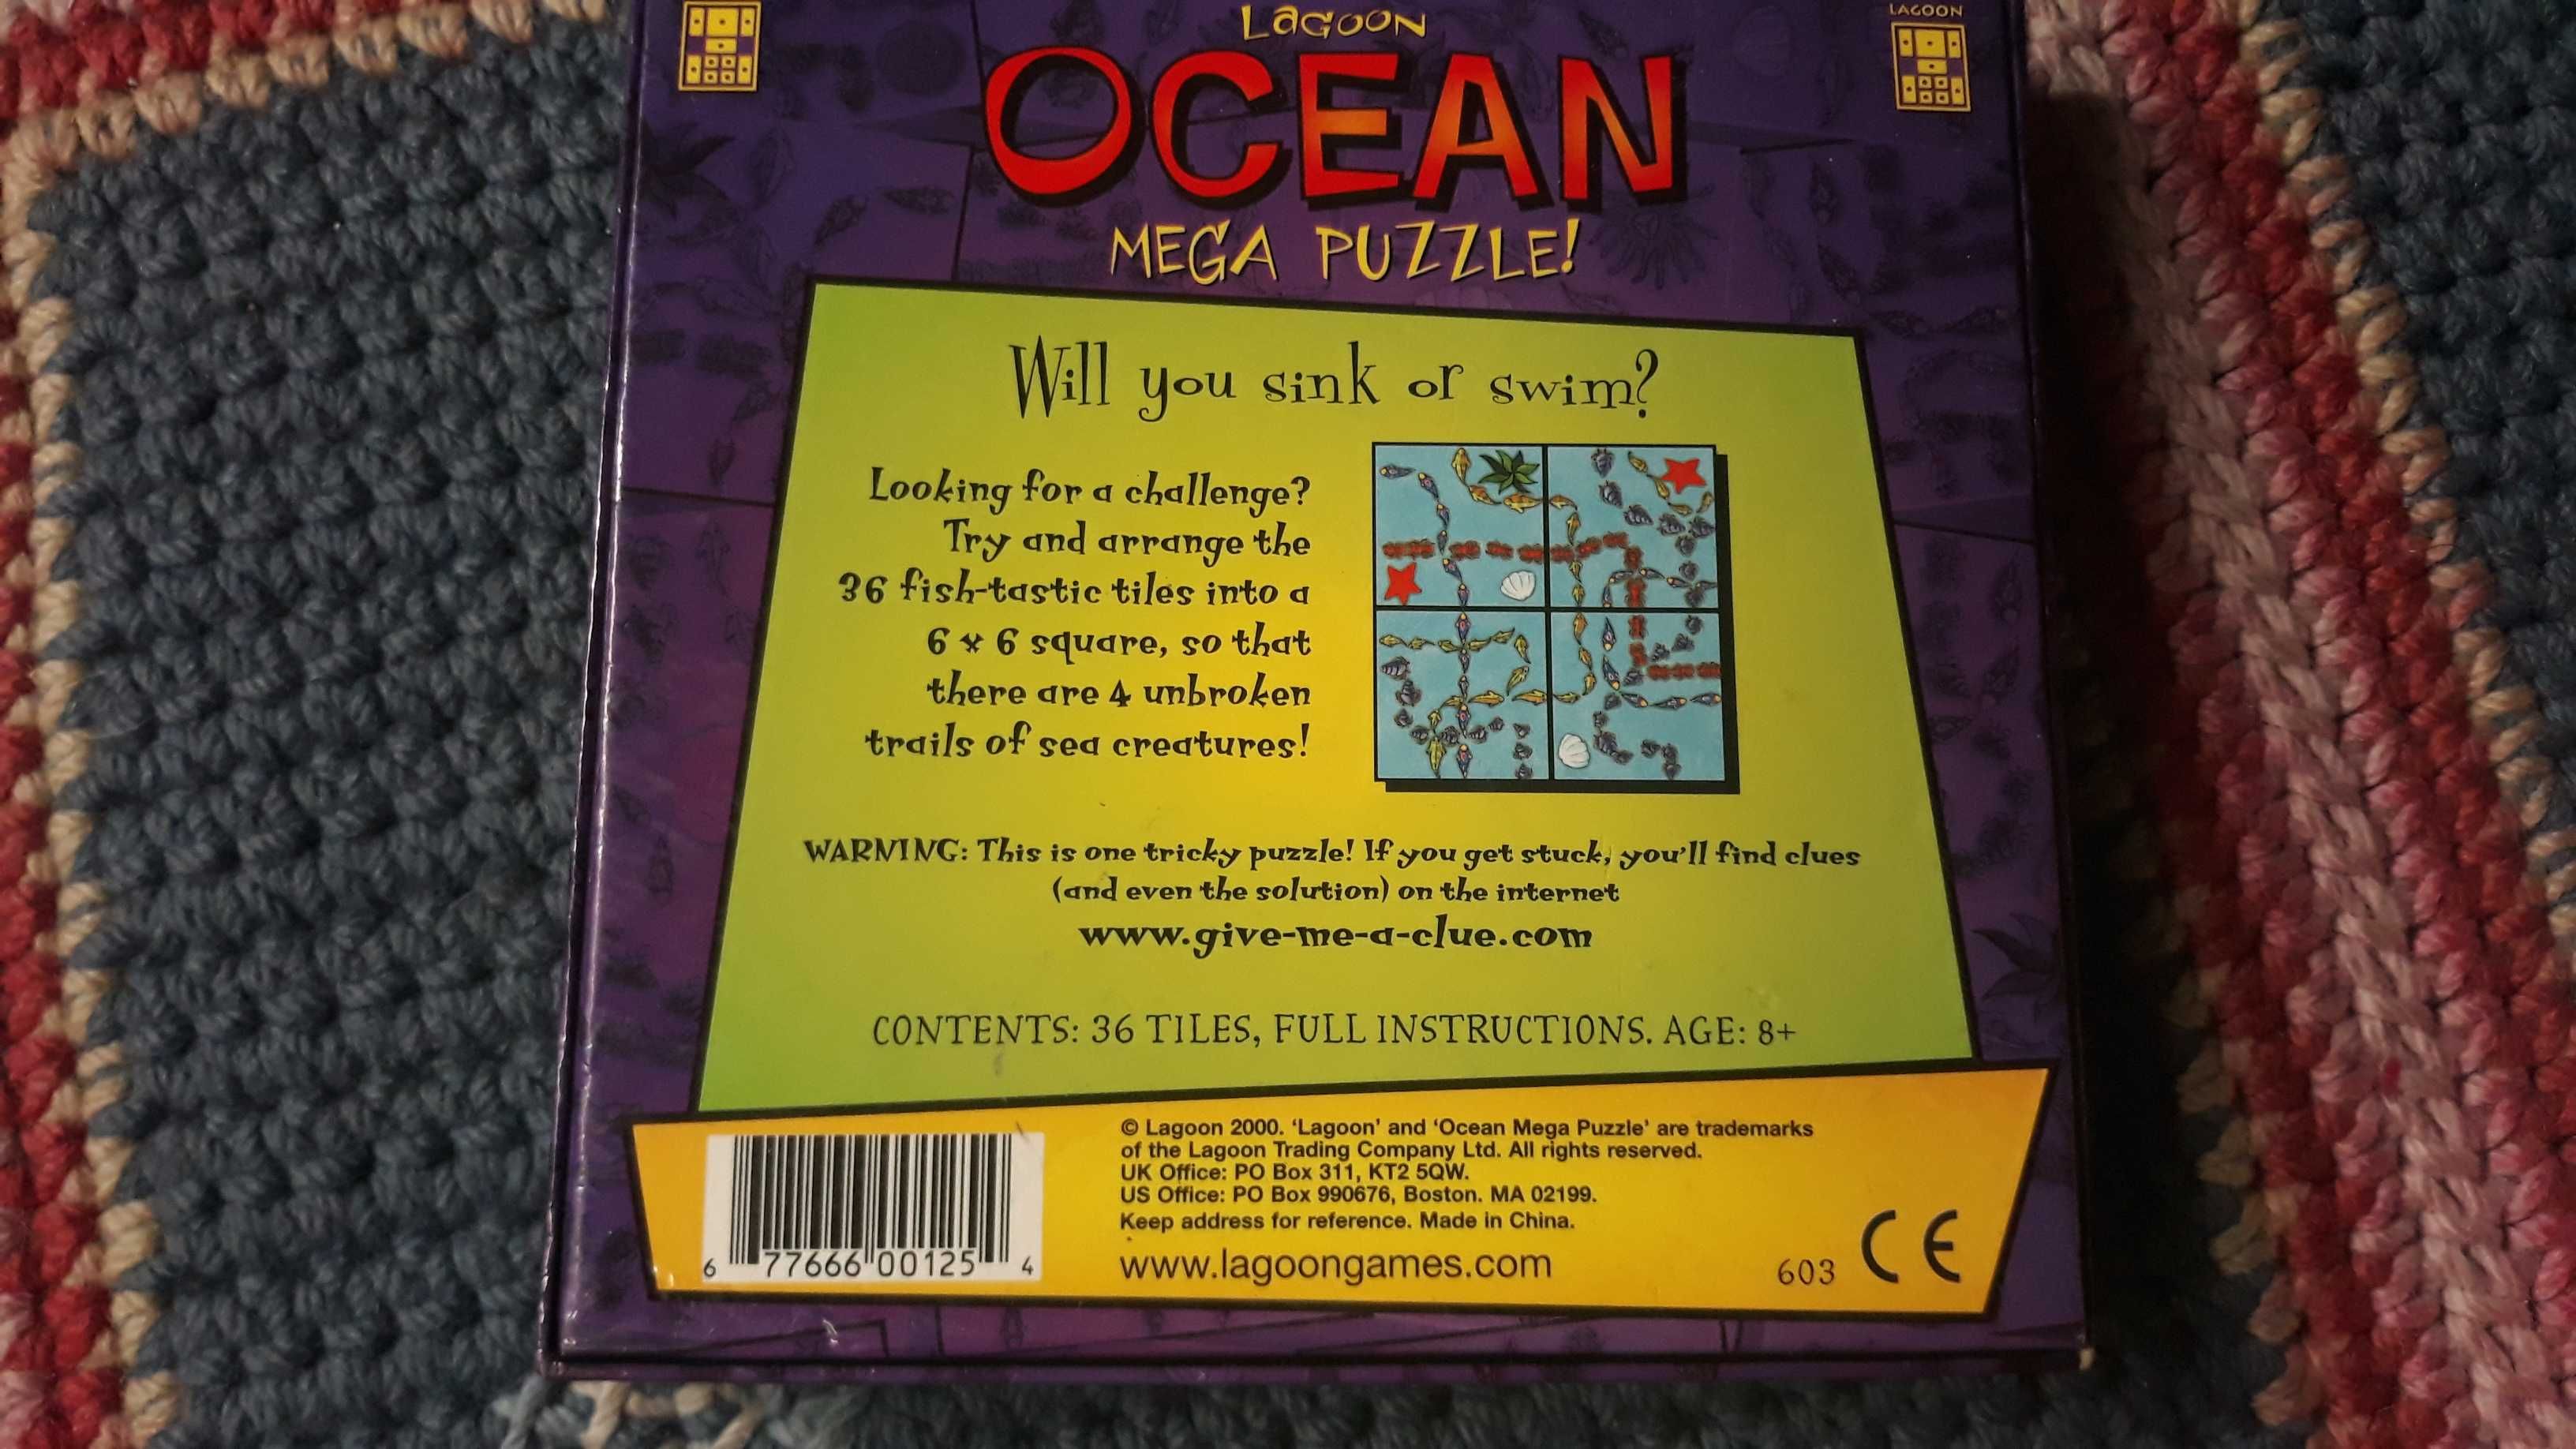 LAGOON
LAGOON
OCEAN
MEGA PUZZLE!
Will you sink or swim?
Looking for a challenge?
Try and arrange the
36 fish-tastic tiles into a
6 x 6 square, so that
there are 4 unbroken
trails of sea creatures!
WARNING: This is one tricky puzzle! If you get stuck, you'll find clues
(and even the solution) on the internet
www.give-me-a-clue.com
CONTENTS: 36 TILES, FULL INSTRUCTIONS. AGE: 8+
© Lagoon 2000. 'Lagoon' and 'Ocean Mega Puzzle' are trademarks
of the Lagoon Trading Company Ltd. All rights reserved.
UK Office: PO Box 311, KT2 5QW.
US Office: PO Box 990676, Boston. MA 02199.
Keep address for reference. Made in China.
www.lagoongames.com
6 77666 00125 4
603 CE